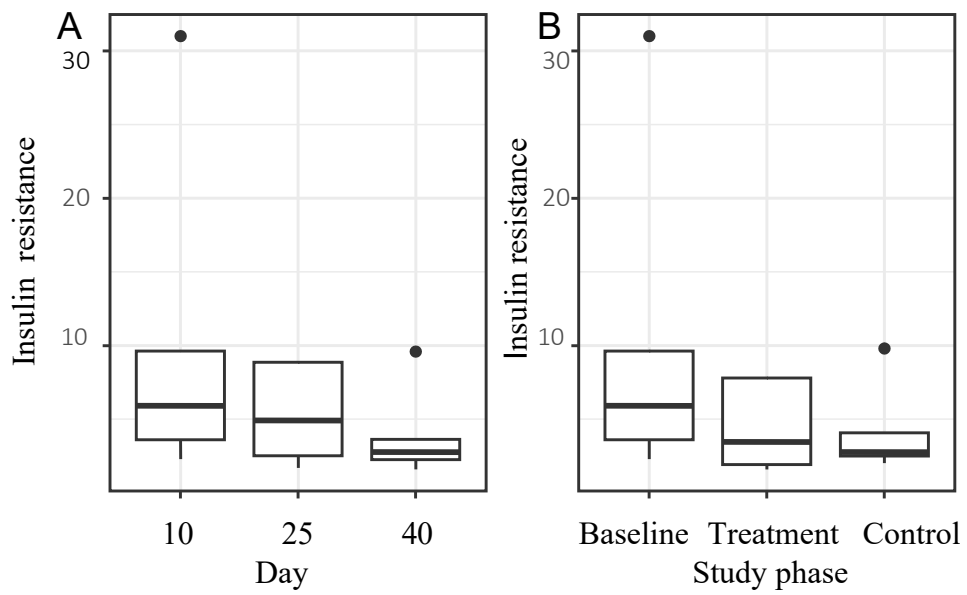 A
30
20
10
Insulin resistance
10 25 40
Day
B
30
20
10
Insulin resistance
Baseline Treatment Control
Study phase